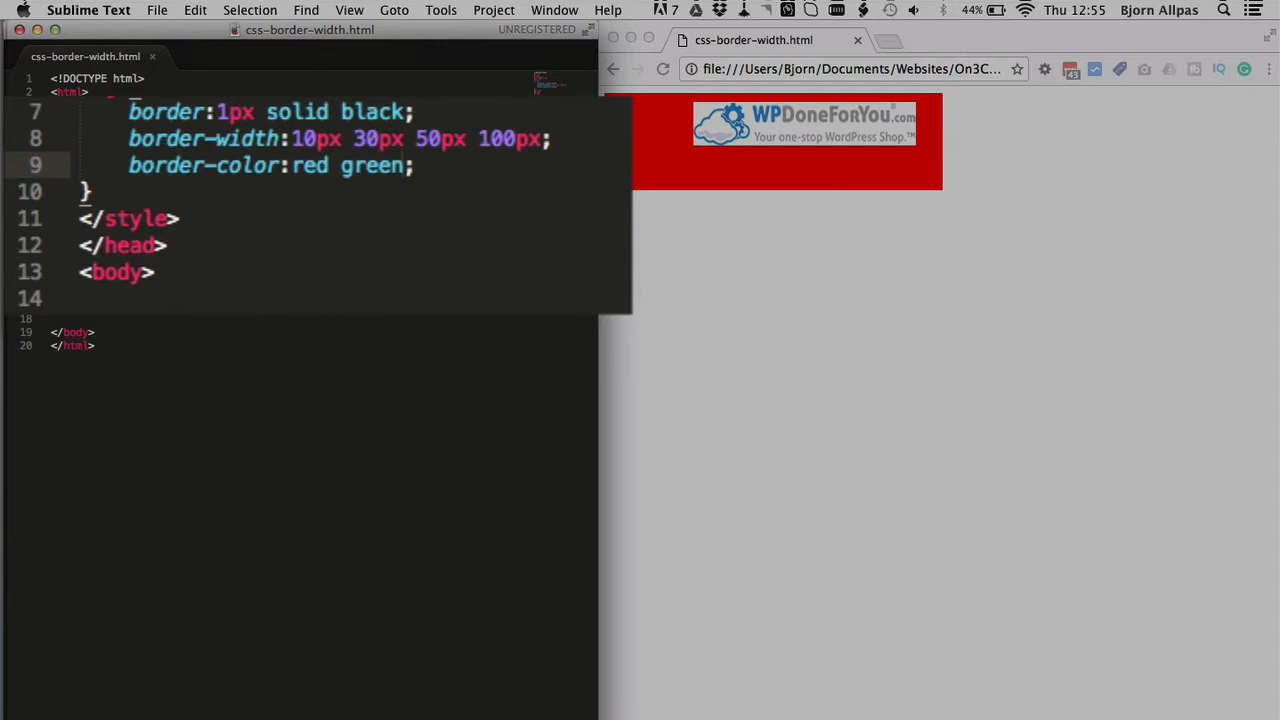 Sublime Text File Edit Selection Find View Goto Tools Project Window Help 7 44% Thu 12:55 Bjorn Allpas
css-border-width.html UNREGISTERED
css-border-width.html
css-border-width.html
file:///Users/Bjorn/Documents/Websites/On3C...
43
1 <!DOCTYPE html>
2 <html>
7 border:1px solid black;
8 border-width:10px 30px 50px 100px;
9 border-color:red green;
10 }
11 </style>
12 </head>
13 <body>
14
18
19 </body>
20 </html>
WPDoneForYou.com
Your one-stop WordPress Shop.™